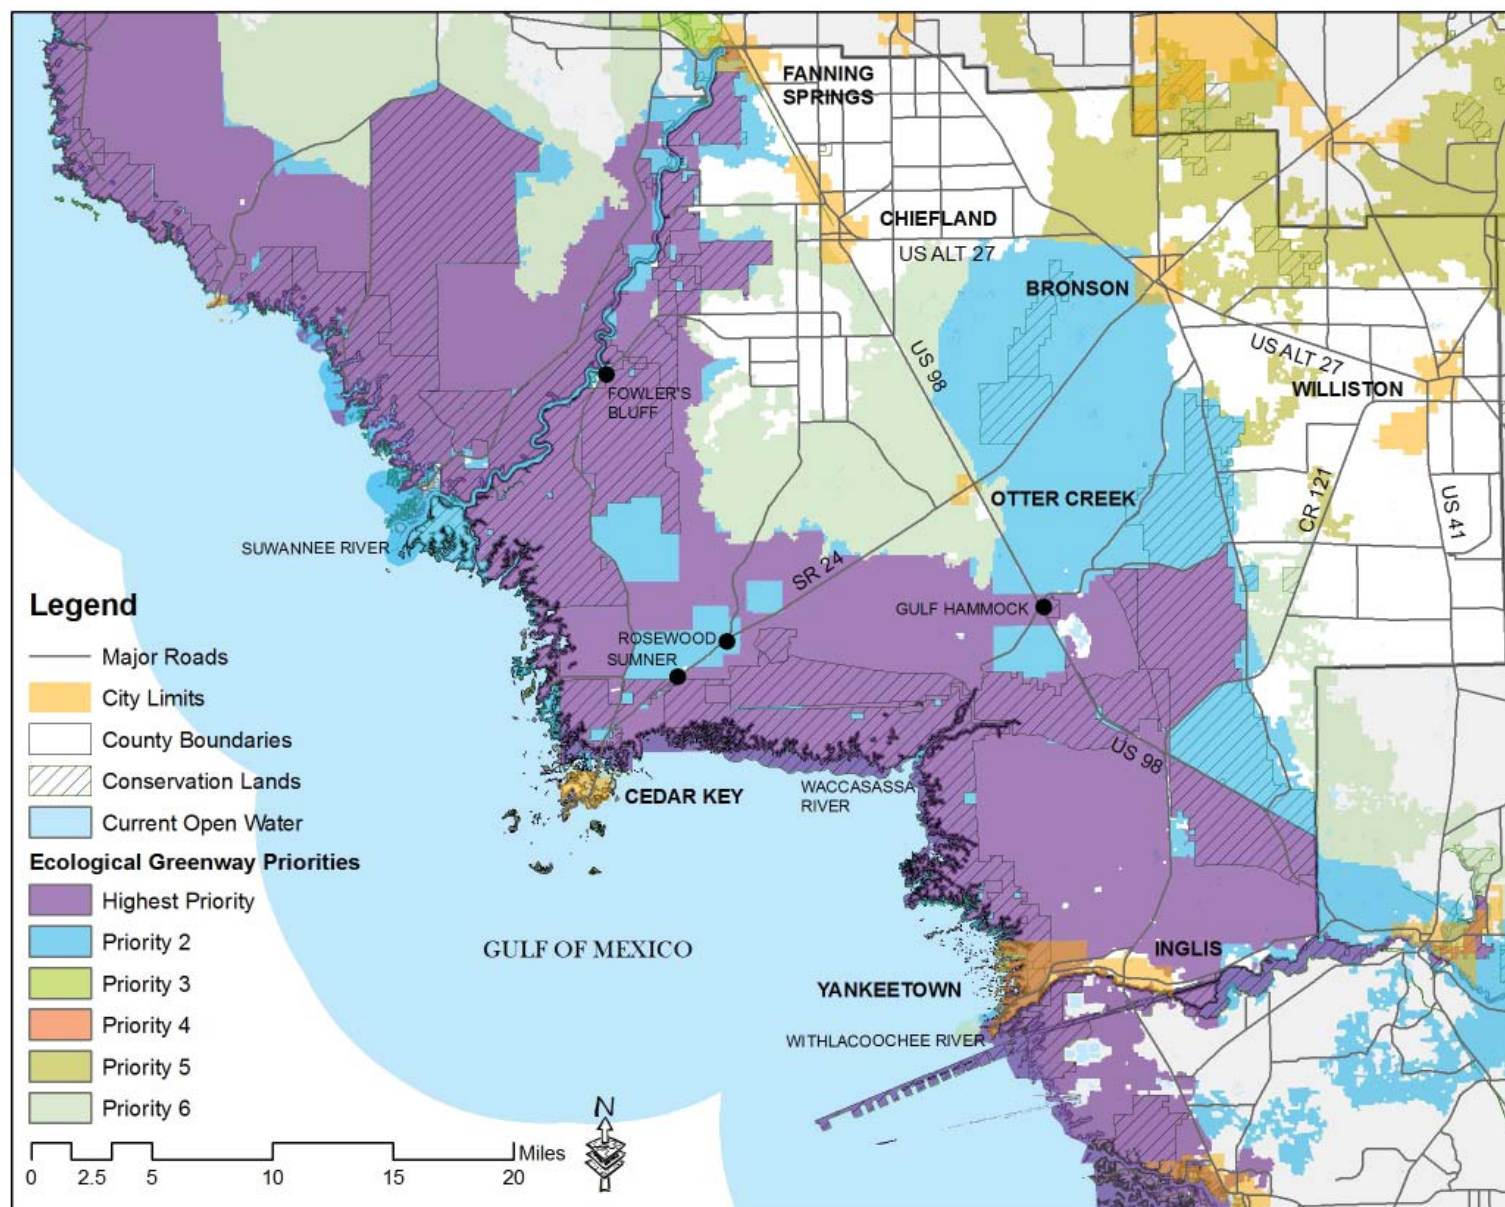 FANNING
SPRINGS
CHIEFLAND
US ALT 27
BRONSON
US 98
US ALT 27
WILLISTON
FOWLER'S
BLUFF
OTTER CREEK
CR 121
US 41
SUWANNEE RIVER
SR 24
GULF HAMMOCK
ROSEWOOD
SUMNER
US 98
WACCASASSA
RIVER
CEDAR KEY
GULF OF MEXICO
INGLIS
YANKEETOWN
WITHLACOOCHEE RIVER
Legend
Major Roads
City Limits
County Boundaries
Conservation Lands
Current Open Water
Ecological Greenway Priorities
Highest Priority
Priority 2
Priority 3
Priority 4
Priority 5
Priority 6
N
Miles
0 2.5 5 10 15 20